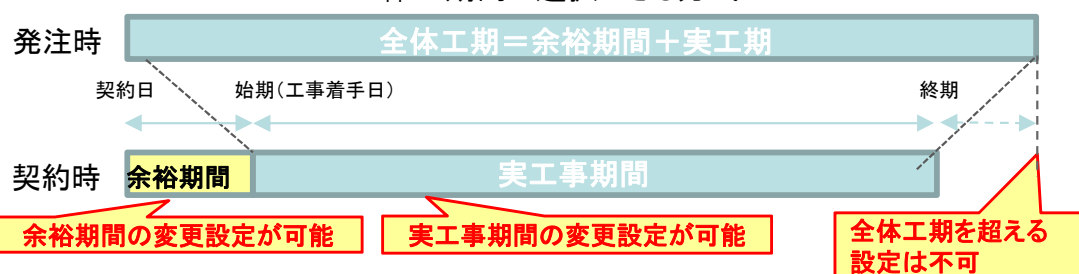 発注時
全体工期＝余裕期間＋実工期
契約日
始期(工事着手日)
終期
契約時
余裕期間
実工事期間
余裕期間の変更設定が可能
実工事期間の変更設定が可能
全体工期を超える
設定は不可